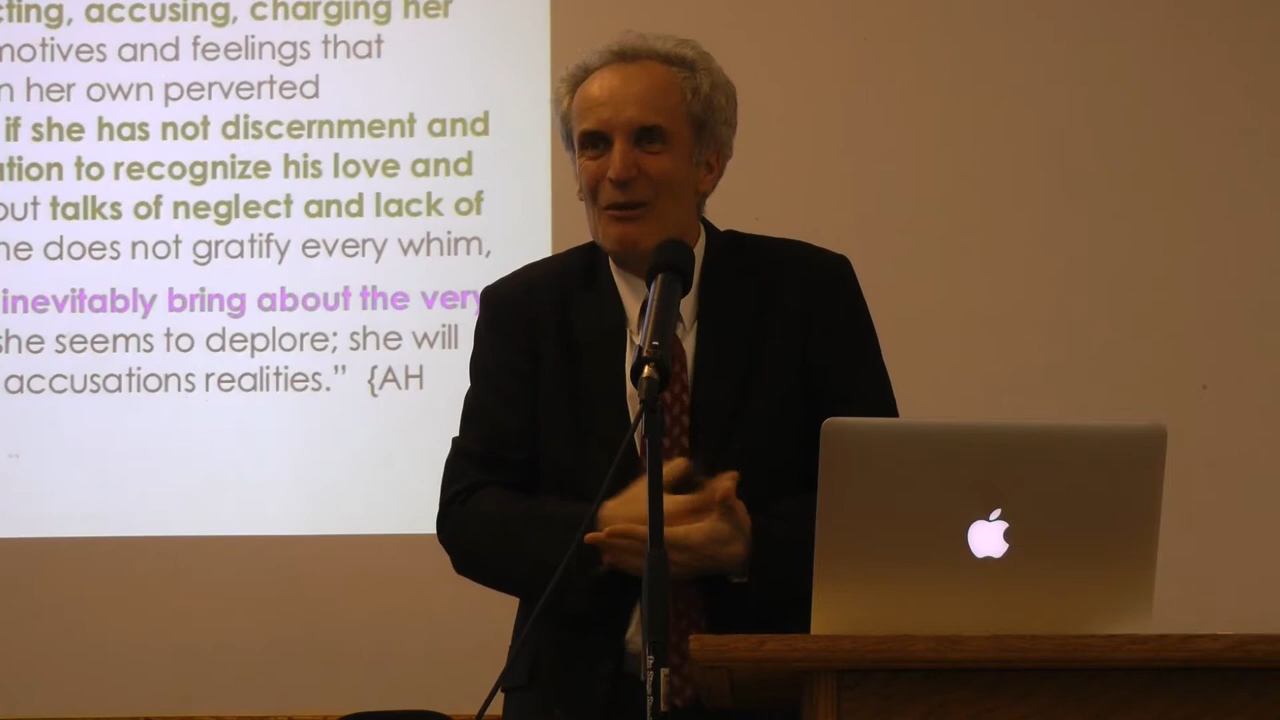 cting, accusing, charging her
motives and feelings that
n her own perverted
if she has not discernment and
ation to recognize his love and
out talks of neglect and lack of
he does not gratify every whim,
inevitably bring about the very
she seems to deplore; she will
accusations realities." {AH